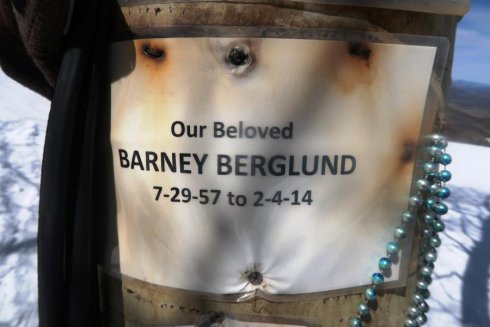 Our Beloved
BARNEY BERGLUND
7-29-57 to 2-4-14